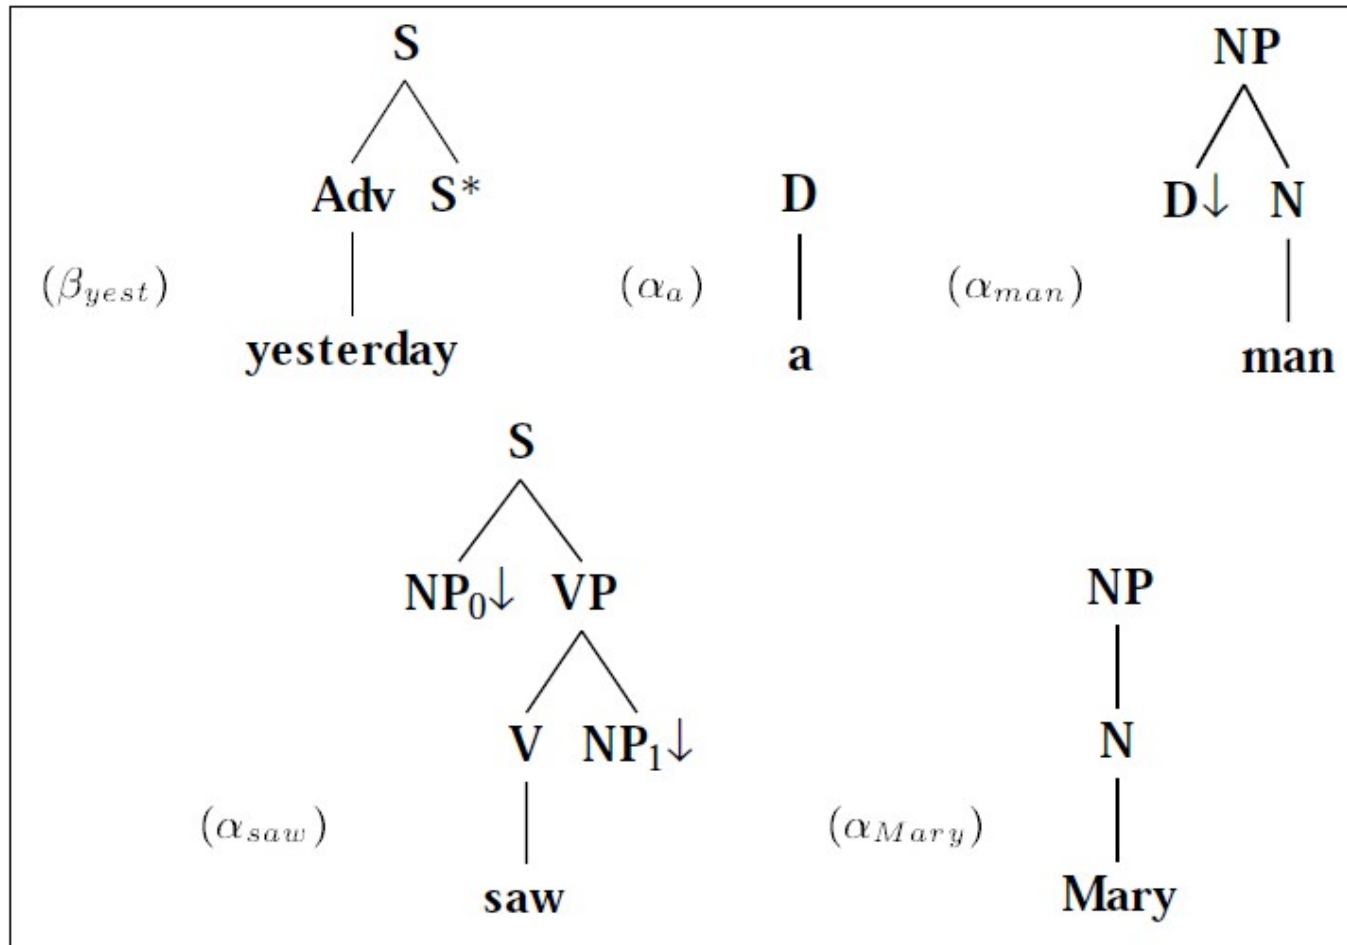 S NP
Adv S* D D↓ N
(β_yest) (α_a) (α_man)
yesterday a man
S
NP₀↓ VP NP
V NP₁↓ N
(α_saw) (α_Mary)
saw Mary